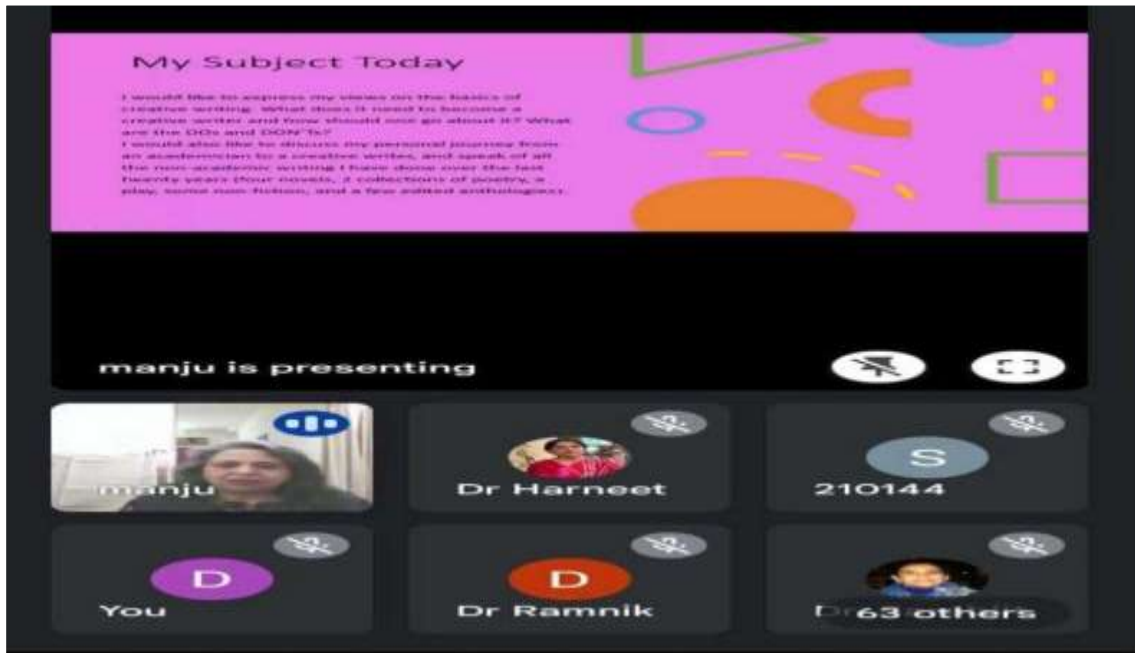 My Subject Today
I would like to express my views on the basics of
creative writing. What does it need to become a
creative writer and how should one go about it? What
are the DOs and DON'Ts?
I would also like to discuss my personal journey from
an academician to a creative writer, and speak of all
the non-academic writing I have done over the last
twenty years (four novels, 2 collections of poetry, a
play, some non-fiction, and a few edited anthologies).
manju is presenting
manju
Dr Harneet
S
210144
D
You
D
Dr Ramnik
63 others